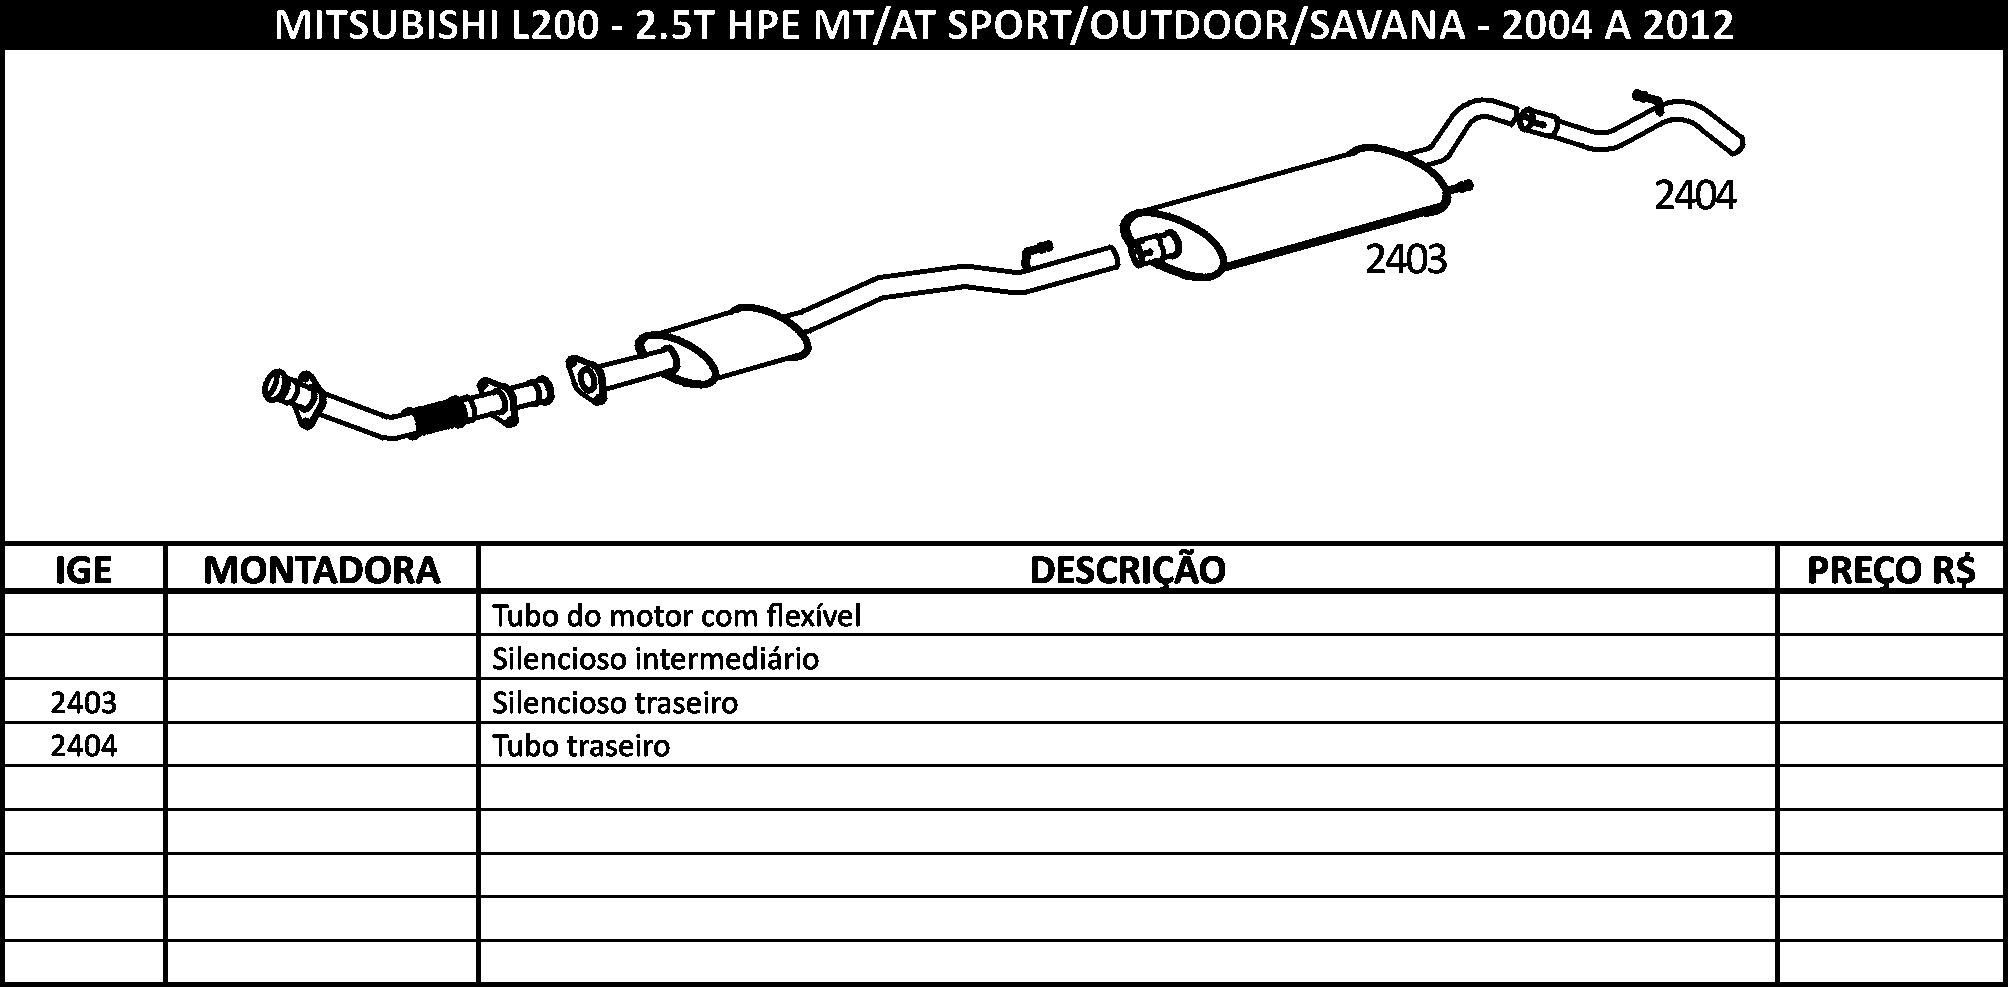 MITSUBISHI L200 - 2.5T HPE MT/AT SPORT/OUTDOOR/SAVANA - 2004 A 2012
2404
2403
IGE MONTADORA DESCRIÇÃO PREÇO R$
Tubo do motor com flexível
Silencioso intermediário
2403 Silencioso traseiro
2404 Tubo traseiro